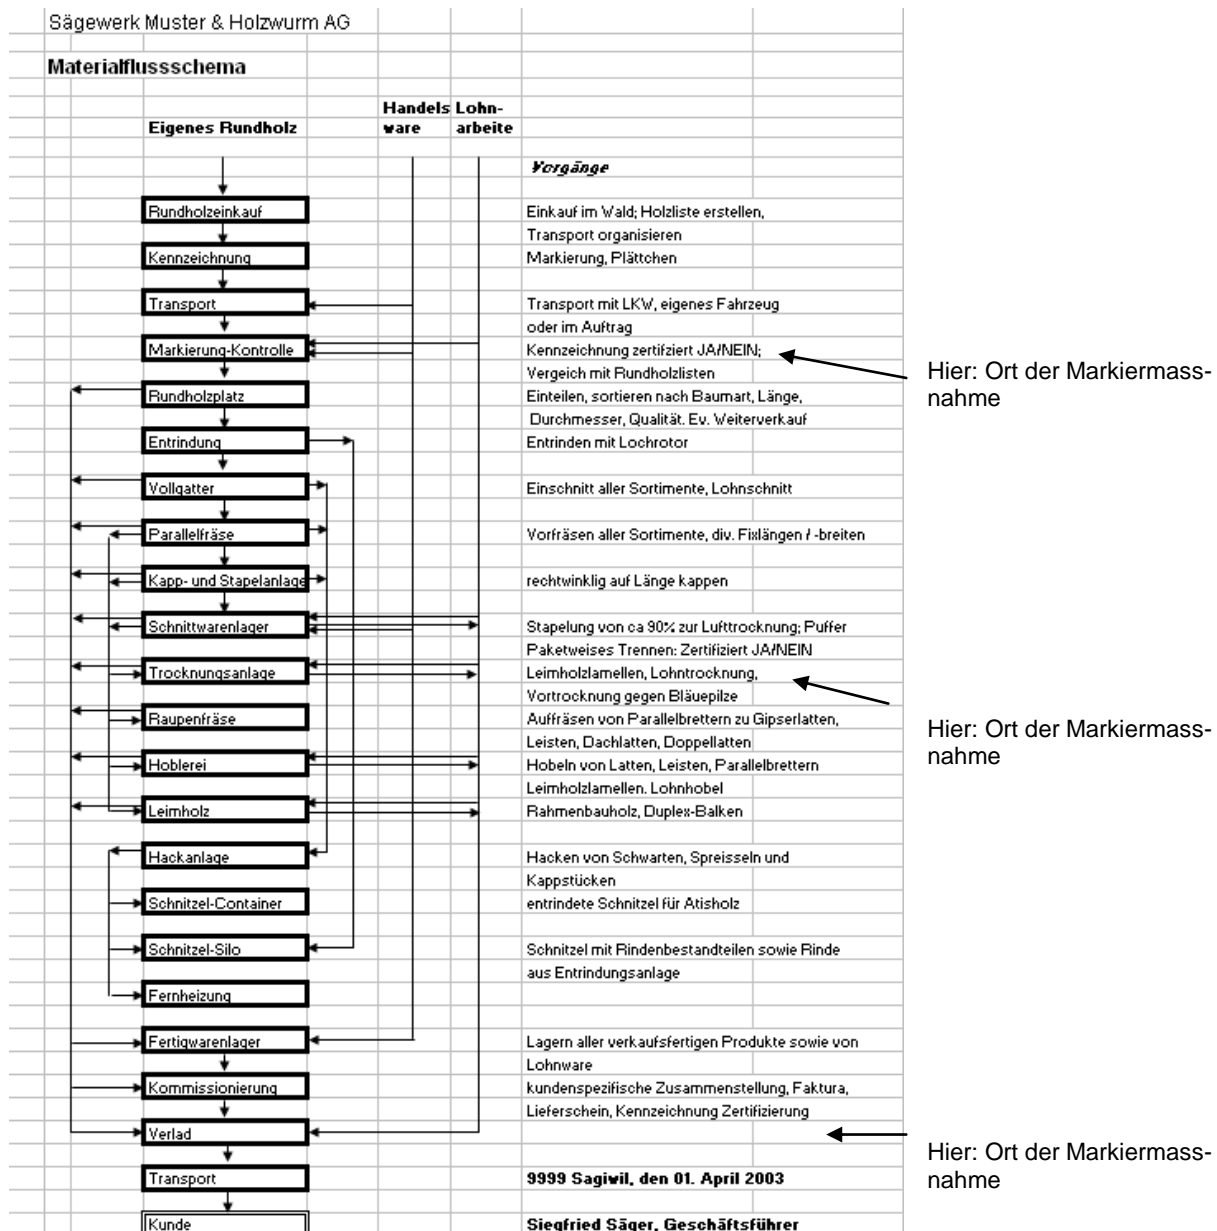 Sägewerk Muster & Holzwurm AG
Materialflussschema
Handels Lohn-
Eigenes Rundholz ware arbeite
Vorgänge
Rundholzeinkauf Einkauf im Wald; Holzliste erstellen,
Transport organisieren
Kennzeichnung Markierung, Plättchen
Transport Transport mit LKW, eigenes Fahrzeug
oder im Auftrag
Markierung-Kontrolle Kennzeichnung zertifziert JA/NEIN;
Hier: Ort der Markiermass-
nahme
Vergeich mit Rundholzlisten
Rundholzplatz Einteilen, sortieren nach Baumart, Länge,
Durchmesser, Qualität. Ev. Weiterverkauf
Entrindung Entrinden mit Lochrotor
Vollgatter Einschnitt aller Sortimente, Lohnschnitt
Parallelfräse Vorfräsen aller Sortimente, div. Fixlängen / -breiten
Kapp- und Stapelanlage rechtwinklig auf Länge kappen
Schnittwarenlager Stapelung von ca 90% zur Lufttrocknung; Puffer
Paketweises Trennen: Zertifiziert JA/NEIN
Trocknungsanlage Leimholzlamellen, Lohntrocknung,
Vortrocknung gegen Bläuepilze
Hier: Ort der Markiermass-
nahme
Raupenfräse Auffräsen von Parallelbrettern zu Gipserlatten,
Leisten, Dachlatten, Doppellatten
Hoblerei Hobeln von Latten, Leisten, Parallelbrettern
Leimholzlamellen. Lohnhobel
Leimholz Rahmenbauholz, Duplex-Balken
Hackanlage Hacken von Schwarten, Spreisseln und
Kappstücken
Schnitzel-Container entrindete Schnitzel für Atisholz
Schnitzel-Silo Schnitzel mit Rindenbestandteilen sowie Rinde
aus Entrindungsanlage
Fernheizung
Fertigwarenlager Lagern aller verkaufsfertigen Produkte sowie von
Lohnware
Kommissionierung kundenspezifische Zusammenstellung, Faktura,
Lieferschein, Kennzeichnung Zertifizierung
Verlad
Hier: Ort der Markiermass-
nahme
Transport 9999 Sagiwil, den 01. April 2003
Kunde Siegfried Säger, Geschäftsführer